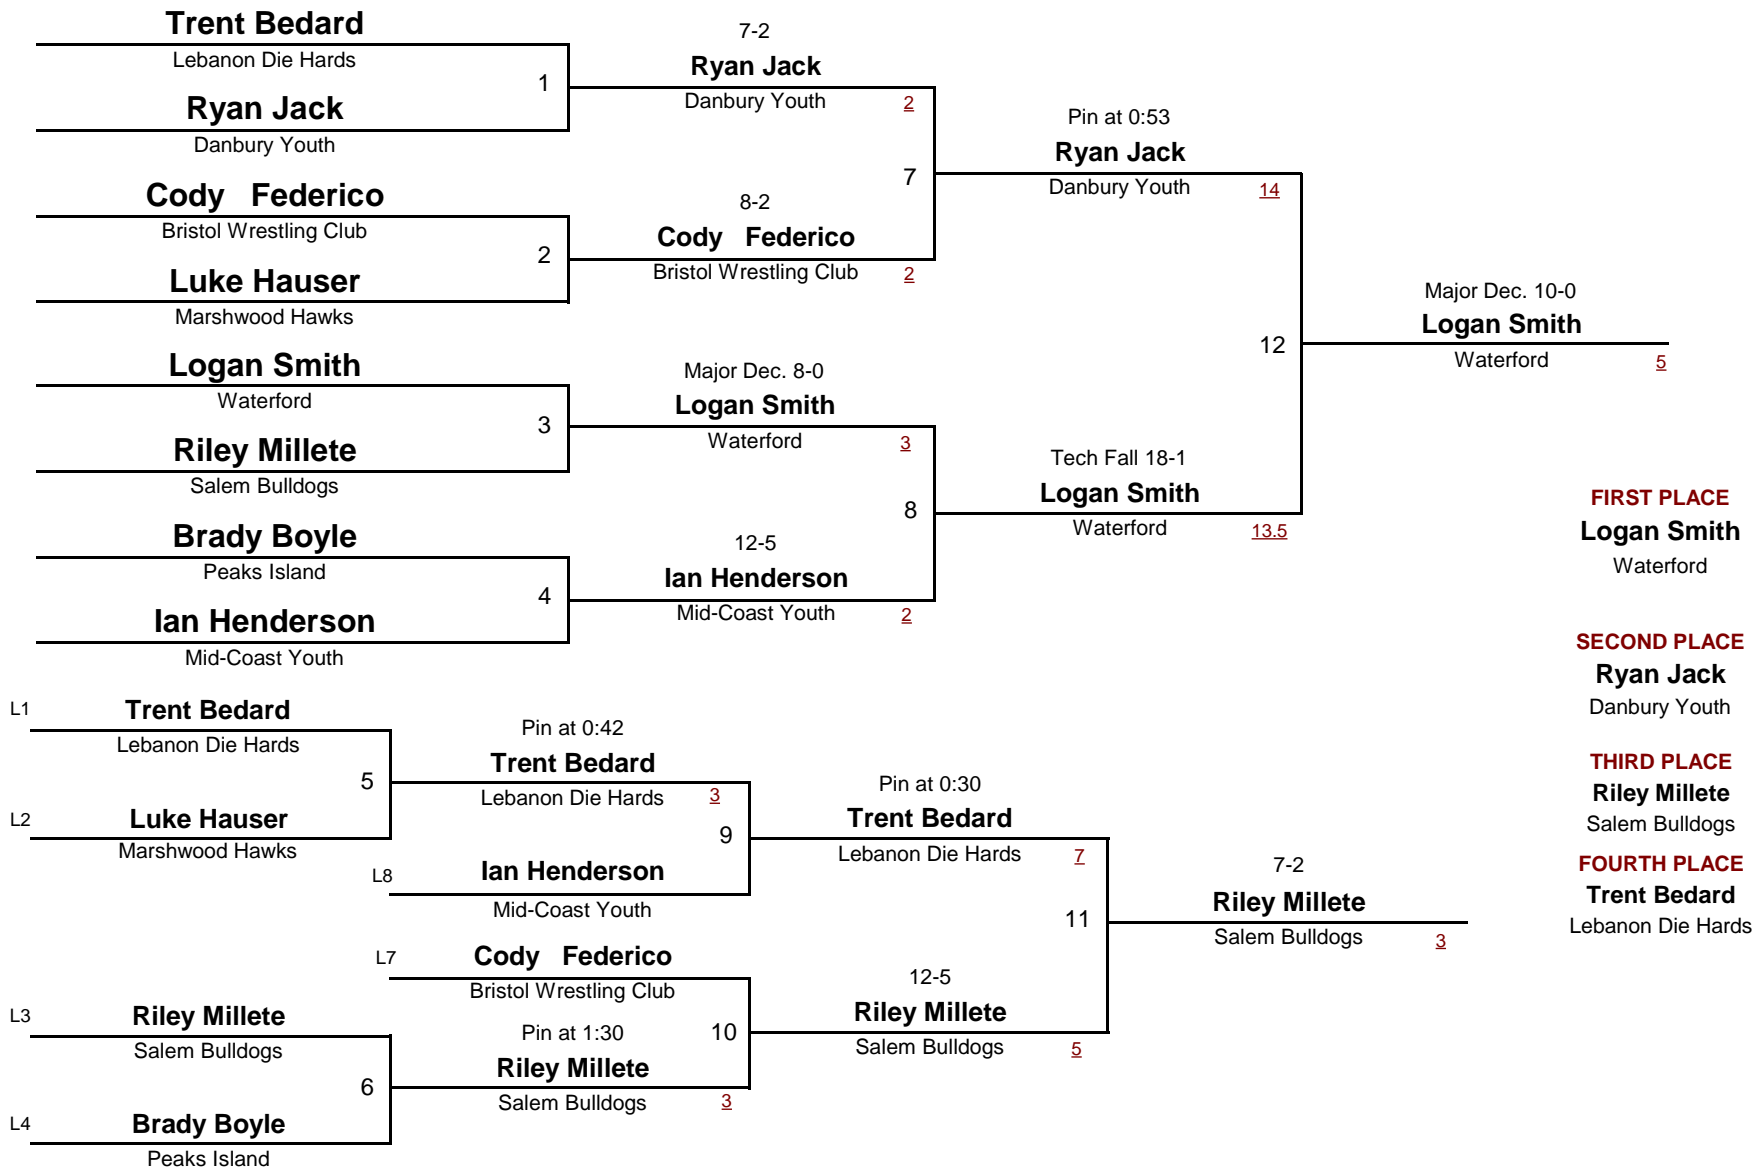 Trent Bedard
Lebanon Die Hards
1
Ryan Jack
Danbury Youth
7-2
Ryan Jack
Danbury Youth 2
Cody Federico
Bristol Wrestling Club
2
Luke Hauser
Marshwood Hawks
8-2
Cody Federico
Bristol Wrestling Club 2
7
Pin at 0:53
Ryan Jack
Danbury Youth 14
Logan Smith
Waterford
3
Riley Millete
Salem Bulldogs
Major Dec. 8-0
Logan Smith
Waterford 3
Brady Boyle
Peaks Island
4
Ian Henderson
Mid-Coast Youth
12-5
Ian Henderson
Mid-Coast Youth 2
8
Tech Fall 18-1
Logan Smith
Waterford 13.5
12
Major Dec. 10-0
Logan Smith
Waterford 5
FIRST PLACE
Logan Smith
Waterford
SECOND PLACE
Ryan Jack
Danbury Youth
THIRD PLACE
Riley Millete
Salem Bulldogs
FOURTH PLACE
Trent Bedard
Lebanon Die Hards
L1 Trent Bedard
Lebanon Die Hards
5
L2 Luke Hauser
Marshwood Hawks
Pin at 0:42
Trent Bedard
Lebanon Die Hards 3
9
L8 Ian Henderson
Mid-Coast Youth
Pin at 0:30
Trent Bedard
Lebanon Die Hards 7
L7 Cody Federico
Bristol Wrestling Club
10
L3 Riley Millete
Salem Bulldogs
6
L4 Brady Boyle
Peaks Island
Pin at 1:30
Riley Millete
Salem Bulldogs 3
12-5
Riley Millete
Salem Bulldogs 5
11
7-2
Riley Millete
Salem Bulldogs 3